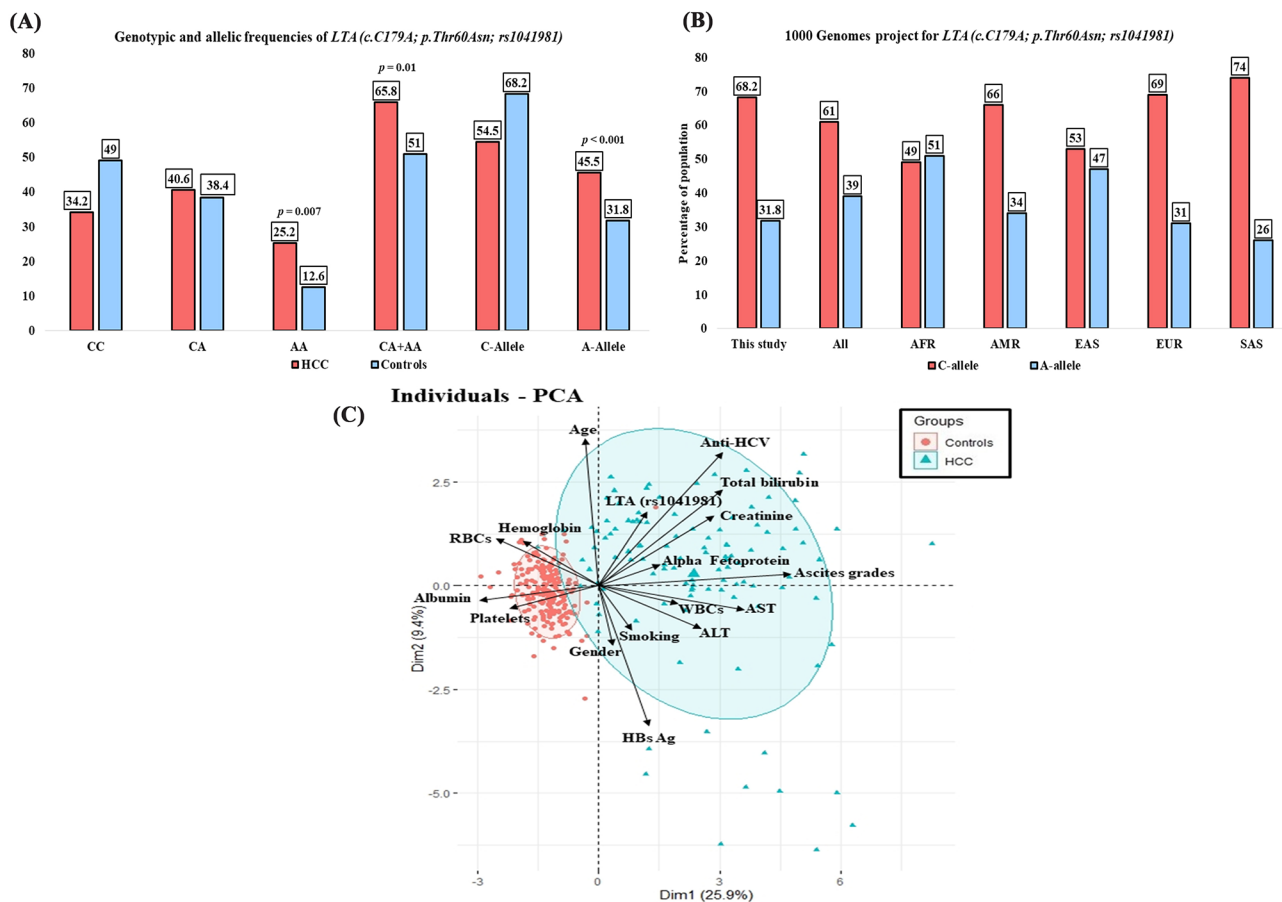 (A)
Genotypic and allelic frequencies of LTA (c.C179A; p.Thr60Asn; rs1041981)
80
70
60
50
40
30
20
10
0
34.2
49
40.6
38.4
p = 0.007
25.2
12.6
p = 0.01
65.8
51
54.5
68.2
p < 0.001
45.5
31.8
CC CA AA CA+AA C-Allele A-Allele
HCC Controls
(B)
1000 Genomes project for LTA (c.C179A; p.Thr60Asn; rs1041981)
Percentage of population
80
70
60
50
40
30
20
10
0
68.2
31.8
61
39
49
51
66
34
53
47
69
31
74
26
This study All AFR AMR EAS EUR SAS
C-allele A-allele
(C)
Individuals - PCA
Groups
Controls
HCC
Age
Anti-HCV
Total bilirubin
LTA (rs1041981)
Creatinine
Hemoglobin
RBCs
Alpha Fetoprotein
Ascites grades
Albumin
Platelets
WBCs
AST
Smoking
ALT
Gender
HBs Ag
Dim2 (9.4%)
2.5
0.0
-2.5
-5.0
-3 0 3 6
Dim1 (25.9%)